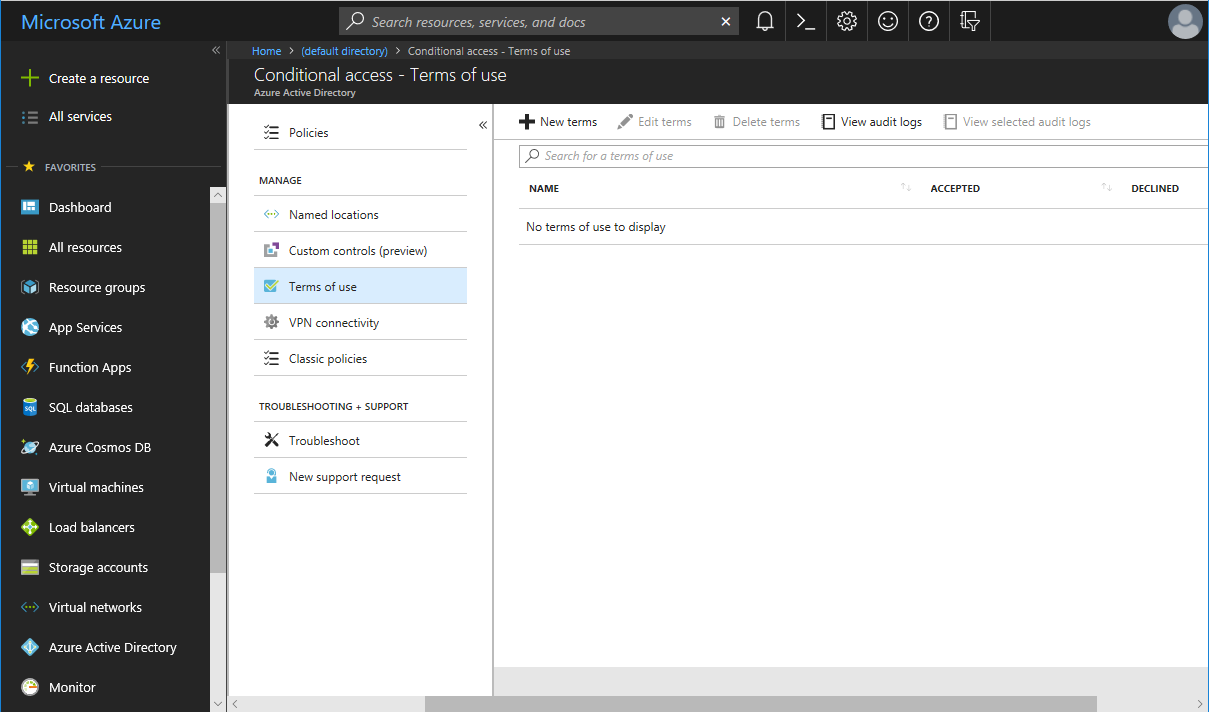 Microsoft Azure
Search resources, services, and docs
Create a resource
All services
FAVORITES
Dashboard
All resources
Resource groups
App Services
Function Apps
SQL databases
Azure Cosmos DB
Virtual machines
Load balancers
Storage accounts
Virtual networks
Azure Active Directory
Monitor
Home > (default directory) > Conditional access - Terms of use
Conditional access - Terms of use
Azure Active Directory
Policies
MANAGE
Named locations
Custom controls (preview)
Terms of use
VPN connectivity
Classic policies
TROUBLESHOOTING + SUPPORT
Troubleshoot
New support request
New terms Edit terms Delete terms View audit logs View selected audit logs
Search for a terms of use
NAME ACCEPTED DECLINED
No terms of use to display